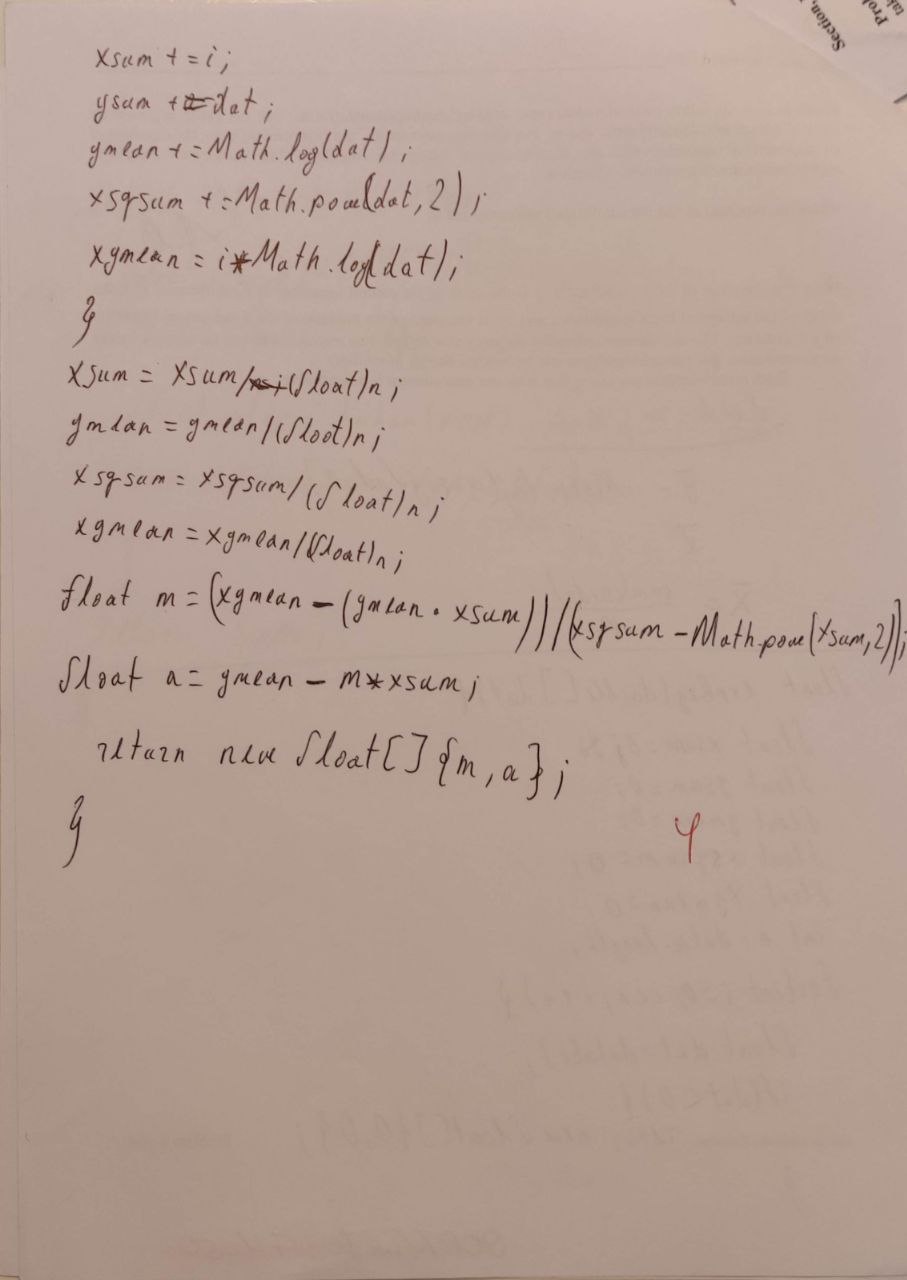 Section,
xsum += i;
ysum += dat;
ymean += Math.log(dat);
xsqsum += Math.pow(dat, 2);
xymean = i*Math.log(dat);
}
xsum = xsum/(float)n;
ymean = ymean/(float)n;
xsqsum = xsqsum/(float)n;
xymean = xymean/(float)n;
float m = (xymean - (ymean · xsum))/(xsqsum - Math.pow(xsum,2));
float a = ymean - m*xsum;
return new float[]{m, a};
}